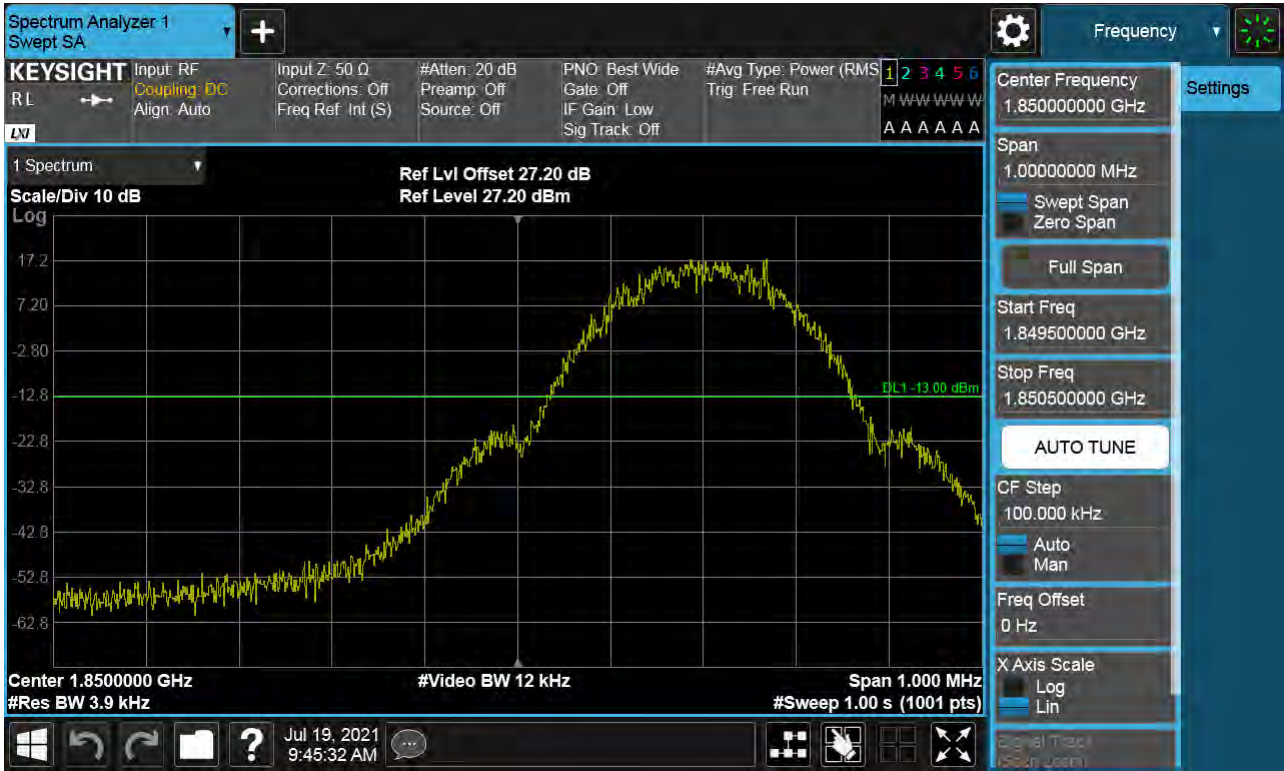 Spectrum Analyzer 1
Swept SA
Frequency
KEYSIGHT
RL
LXI
Input: RF
Coupling: DC
Align: Auto
Input Z: 50 Ω
Corrections: Off
Freq Ref: Int (S)
#Atten: 20 dB
Preamp: Off
Source: Off
PNO: Best Wide
Gate: Off
IF Gain: Low
Sig Track: Off
#Avg Type: Power (RMS
Trig: Free Run
1 2 3 4 5 6
M W W W W W
A A A A A A
1 Spectrum
Scale/Div 10 dB
Log
Ref Lvl Offset 27.20 dB
Ref Level 27.20 dBm
17.2
7.20
-2.80
-12.8
-22.8
-32.8
-42.8
-52.8
-62.8
DL1 -13.00 dBm
Center 1.8500000 GHz
#Res BW 3.9 kHz
#Video BW 12 kHz
Span 1.000 MHz
#Sweep 1.00 s (1001 pts)
Center Frequency
1.850000000 GHz
Span
1.00000000 MHz
Swept Span
Zero Span
Full Span
Start Freq
1.849500000 GHz
Stop Freq
1.850500000 GHz
AUTO TUNE
CF Step
100.000 kHz
Auto
Man
Freq Offset
0 Hz
X Axis Scale
Log
Lin
Signal Track
(Span Zoom)
Settings
?
Jul 19, 2021
9:45:32 AM